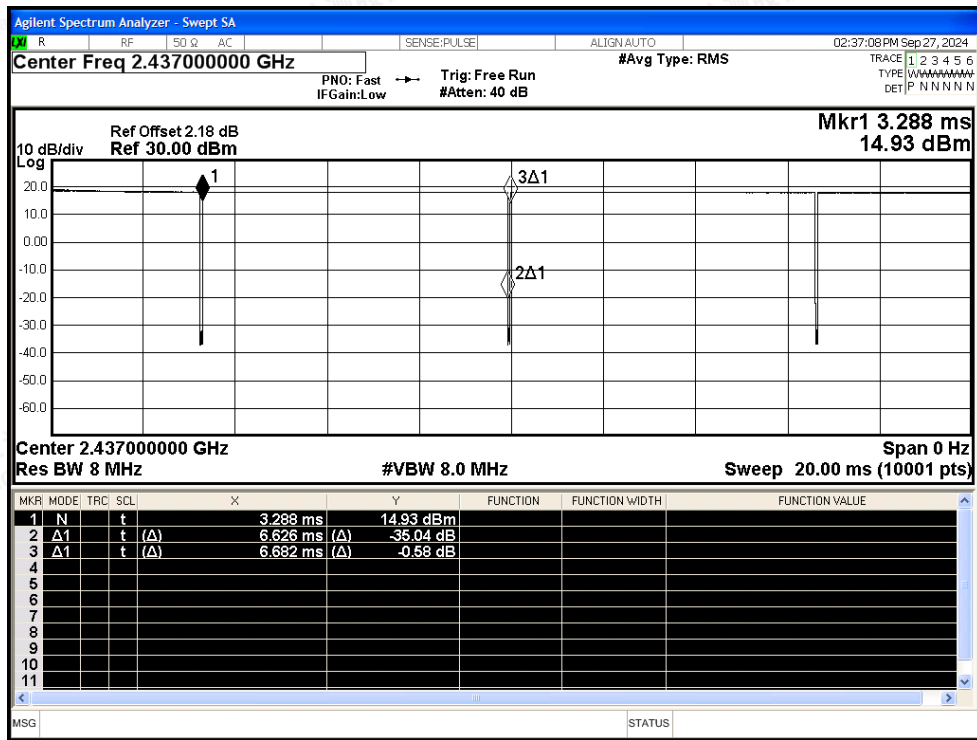 Agilent Spectrum Analyzer - Swept SA
LXI R RF 50 Ω AC SENSE:PULSE ALIGN AUTO 02:37:08 PM Sep 27, 2024
Center Freq 2.437000000 GHz
PNO: Fast
IFGain:Low
Trig: Free Run
#Atten: 40 dB
#Avg Type: RMS
TRACE 1 2 3 4 5 6
TYPE WWWWWW
DET P N N N N N
Mkr1 3.288 ms
14.93 dBm
Ref Offset 2.18 dB
10 dB/div Ref 30.00 dBm
Log
20.0
10.0
0.00
-10.0
-20.0
-30.0
-40.0
-50.0
-60.0
1
3Δ1
2Δ1
Center 2.437000000 GHz Span 0 Hz
Res BW 8 MHz #VBW 8.0 MHz Sweep 20.00 ms (10001 pts)
MKR MODE TRC SCL X Y FUNCTION FUNCTION WIDTH FUNCTION VALUE
1 N t 3.288 ms 14.93 dBm
2 Δ1 t (Δ) 6.626 ms (Δ) -35.04 dB
3 Δ1 t (Δ) 6.682 ms (Δ) -0.58 dB
4
5
6
7
8
9
10
11
MSG STATUS